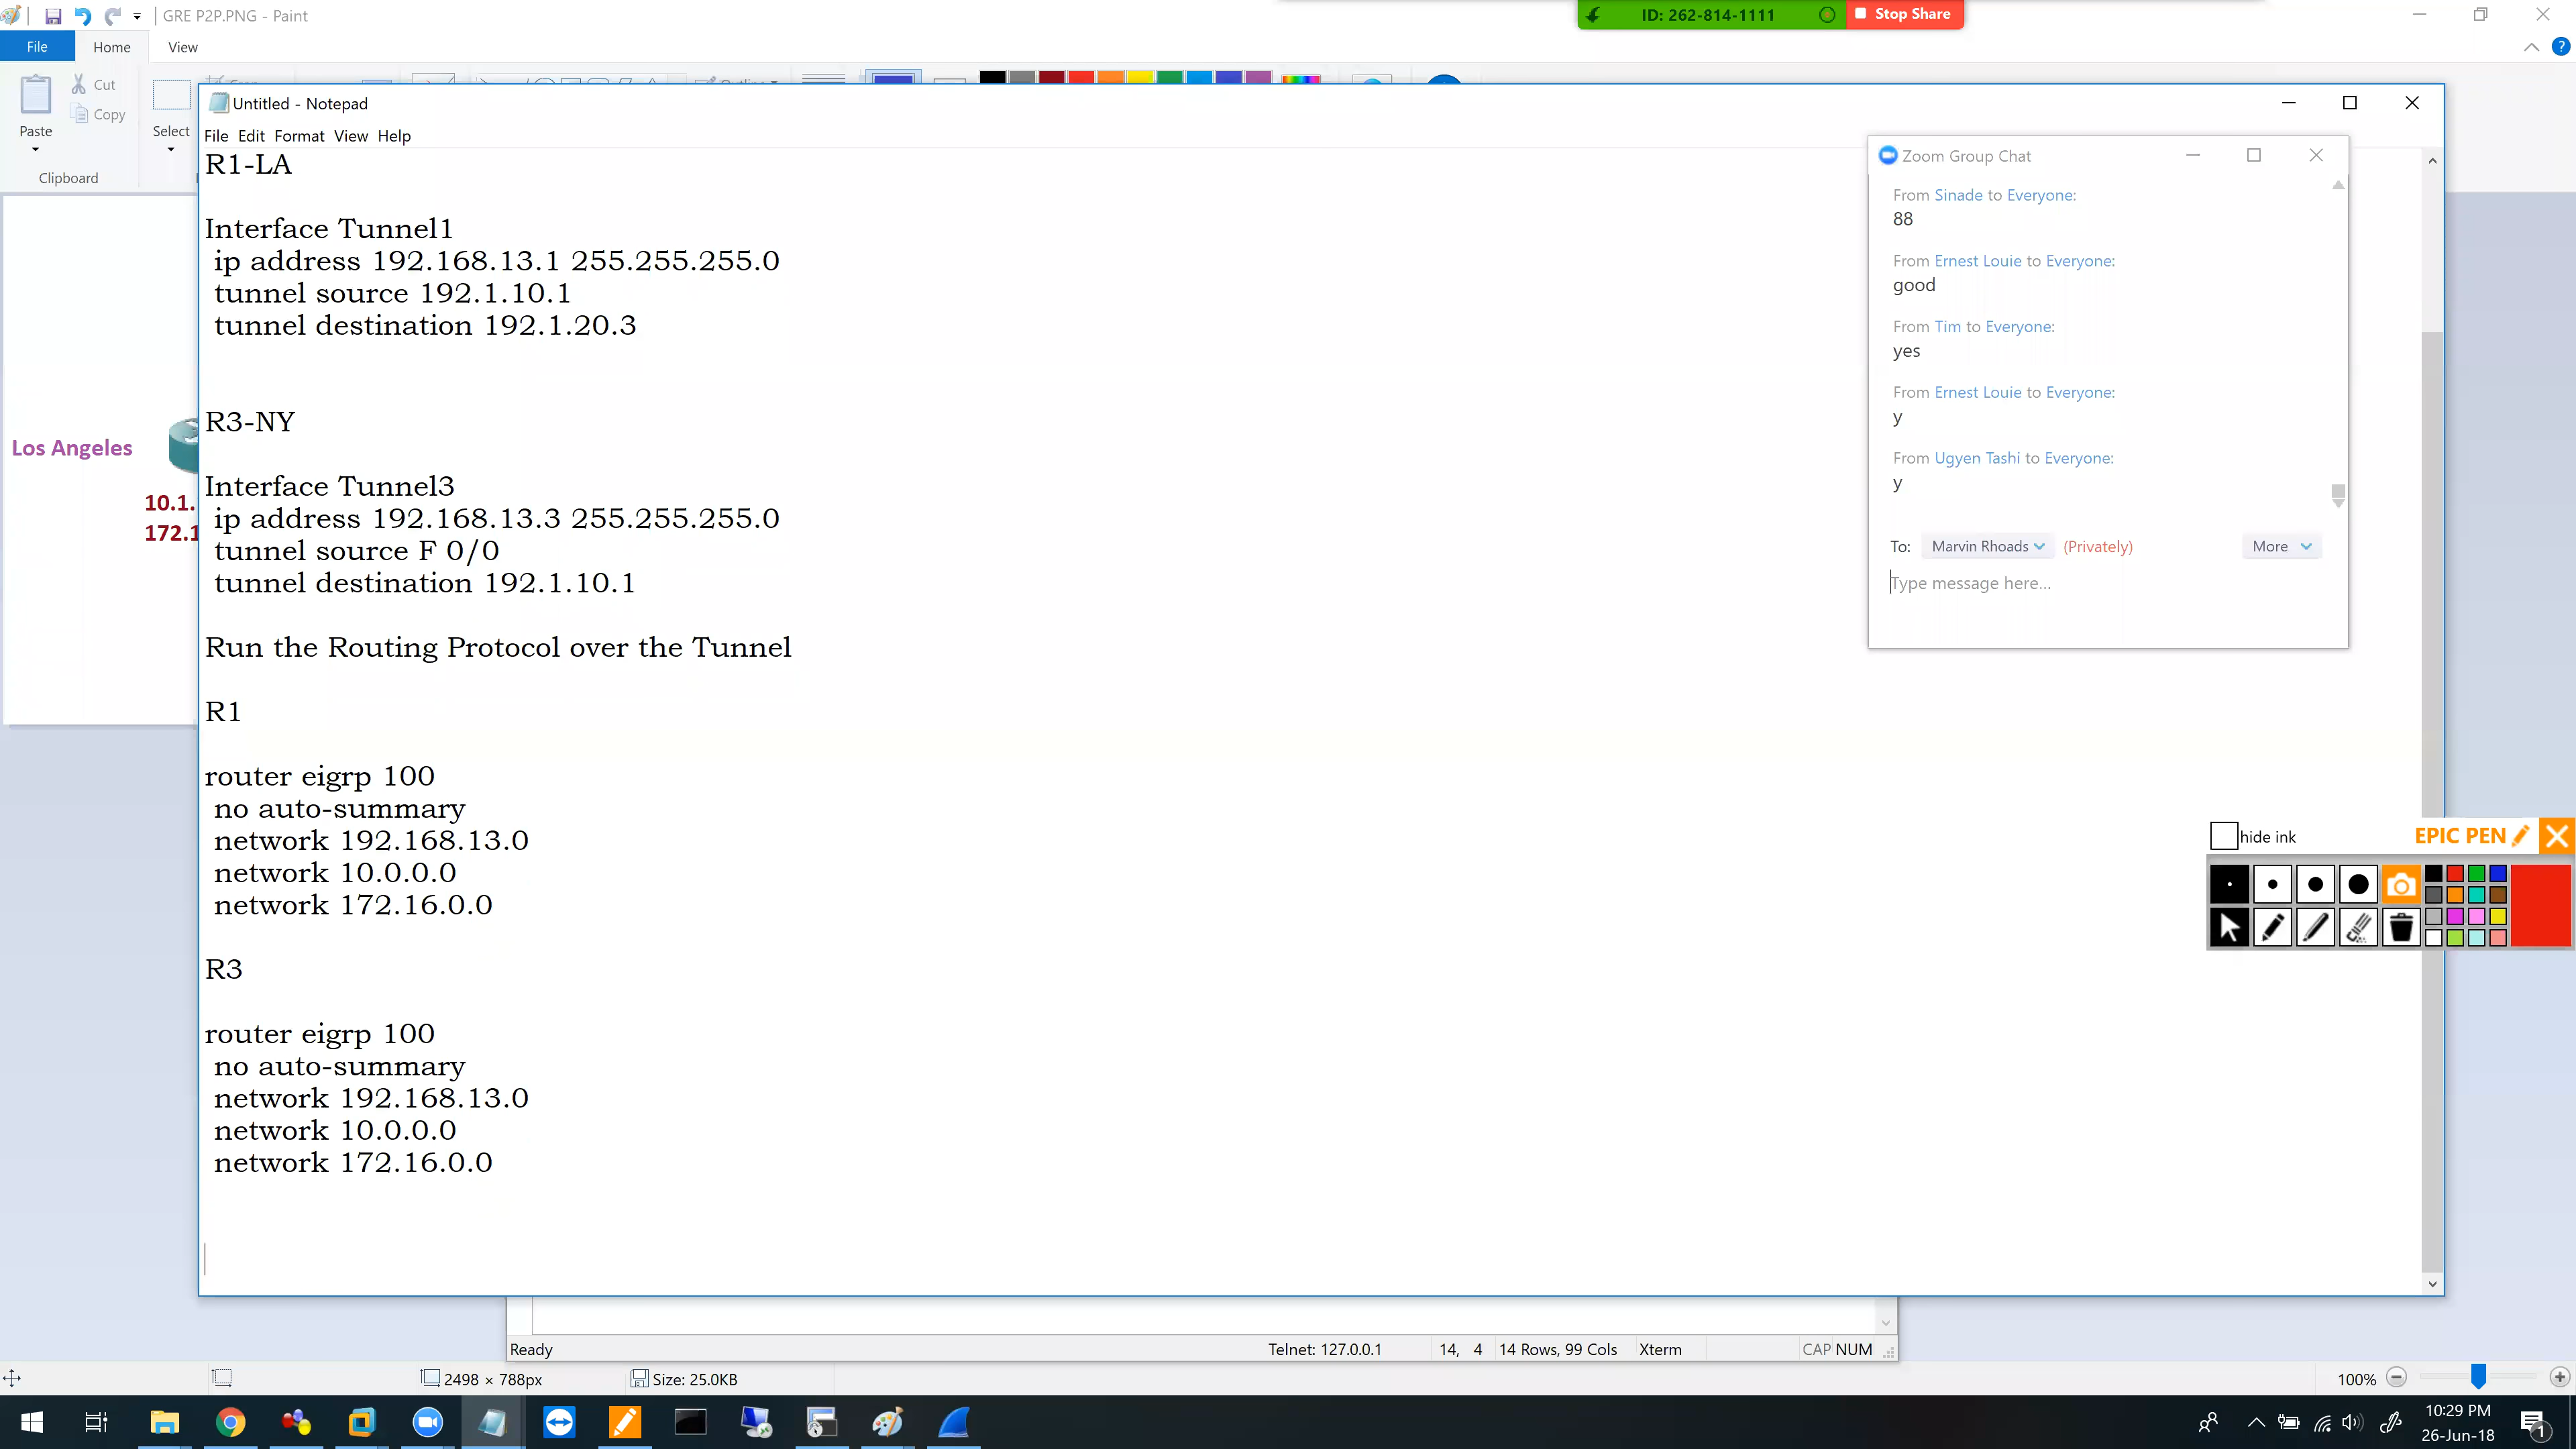 GRE P2P.PNG - Paint
ID: 262-814-1111
Stop Share
File
Home
View
Cut
Copy
Paste
Select
Clipboard
Untitled - Notepad
File Edit Format View Help
R1-LA
Interface Tunnel1
ip address 192.168.13.1 255.255.255.0
tunnel source 192.1.10.1
tunnel destination 192.1.20.3
R3-NY
Interface Tunnel3
ip address 192.168.13.3 255.255.255.0
tunnel source F 0/0
tunnel destination 192.1.10.1
Run the Routing Protocol over the Tunnel
R1
router eigrp 100
no auto-summary
network 192.168.13.0
network 10.0.0.0
network 172.16.0.0
R3
router eigrp 100
no auto-summary
network 192.168.13.0
network 10.0.0.0
network 172.16.0.0
Los Angeles
10.1.
172.1
Zoom Group Chat
From Sinade to Everyone:
88
From Ernest Louie to Everyone:
good
From Tim to Everyone:
yes
From Ernest Louie to Everyone:
y
From Ugyen Tashi to Everyone:
y
To: Marvin Rhoads (Privately)
More
Type message here...
hide ink
EPIC PEN
Ready
Telnet: 127.0.0.1
14, 4
14 Rows, 99 Cols
Xterm
CAP NUM
2498 × 788px
Size: 25.0KB
100%
10:29 PM
26-Jun-18
1